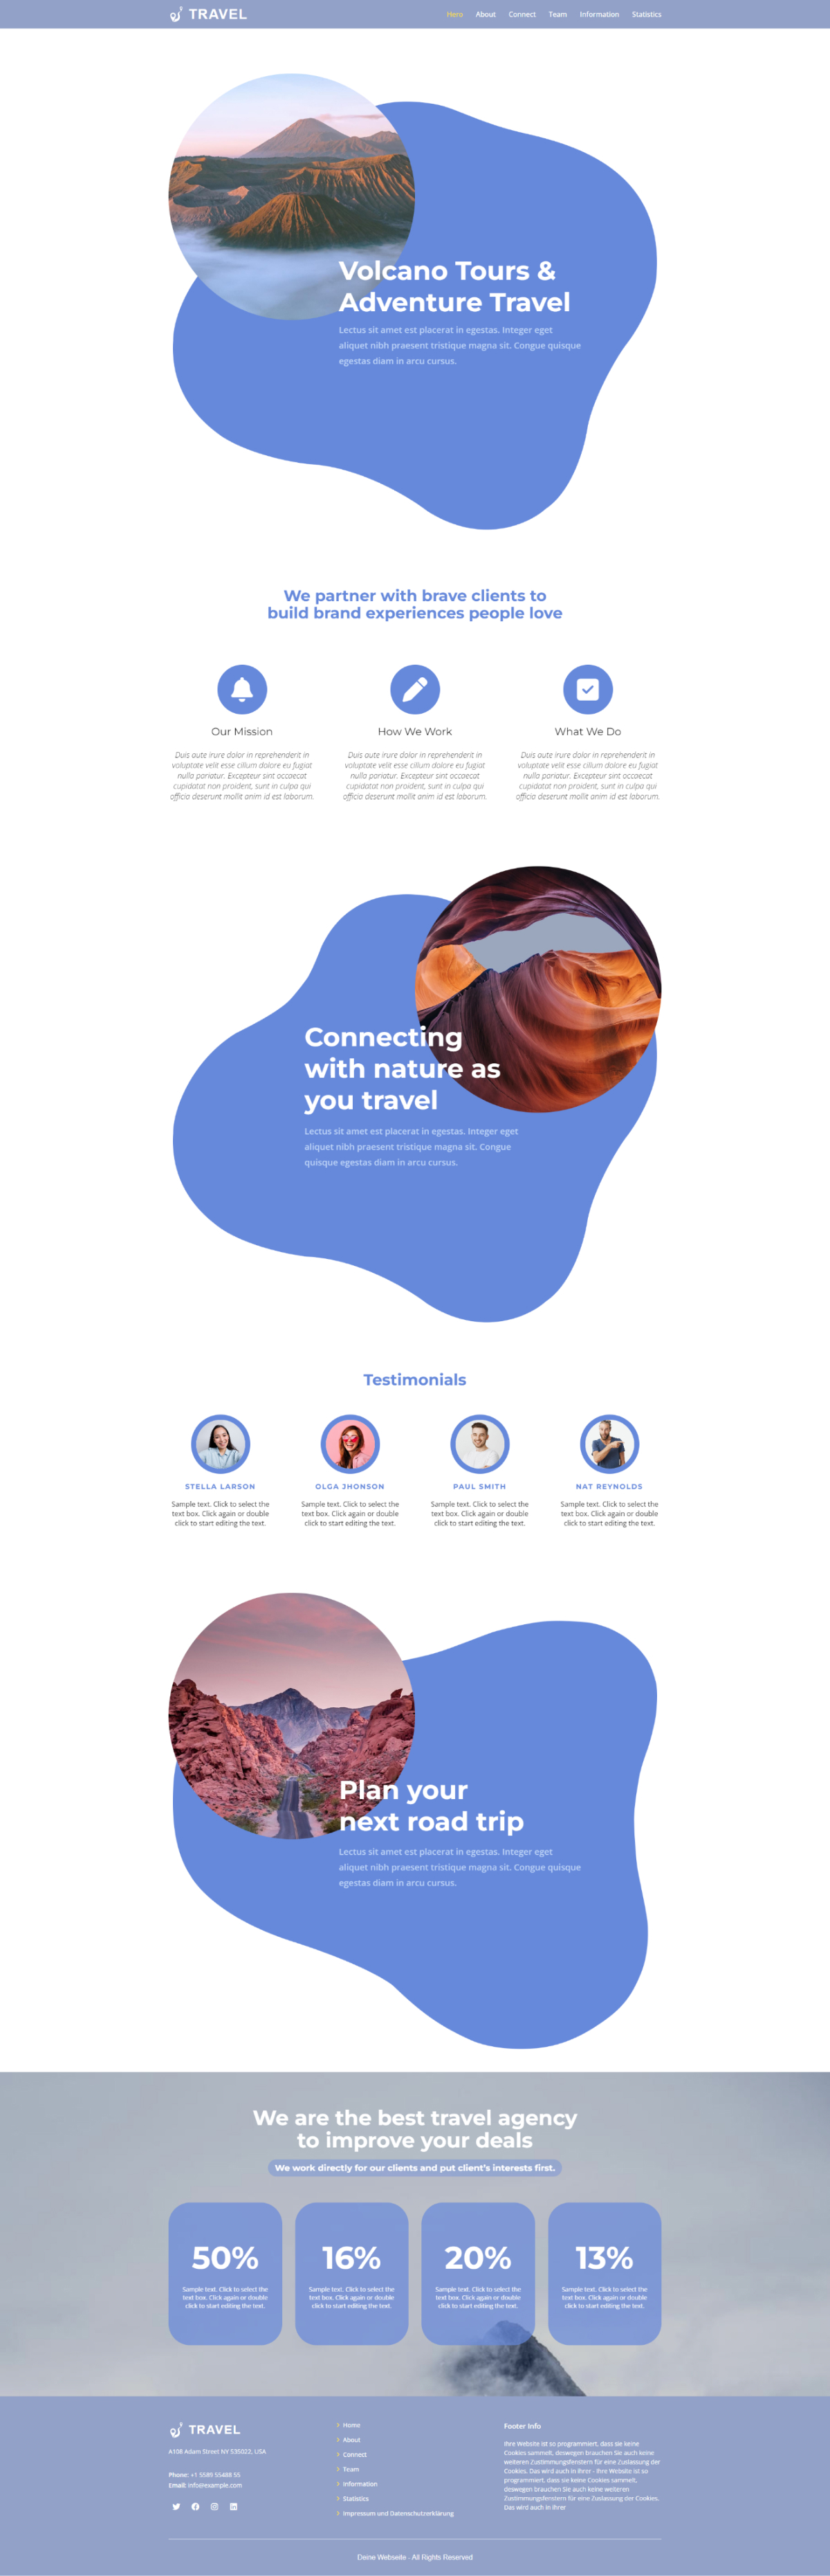 TRAVEL
Hero About Connect Team Information Statistics
Volcano Tours &
Adventure Travel
Lectus sit amet est placerat in egestas. Integer eget
aliquet nibh praesent tristique magna sit. Congue quisque
egestas diam in arcu cursus.
We partner with brave clients to
build brand experiences people love
Our Mission
Duis aute irure dolor in reprehenderit in
voluptate velit esse cillum dolore eu fugiat
nulla pariatur. Excepteur sint occaecat
cupidatat non proident, sunt in culpa qui
officia deserunt mollit anim id est laborum.
How We Work
Duis aute irure dolor in reprehenderit in
voluptate velit esse cillum dolore eu fugiat
nulla pariatur. Excepteur sint occaecat
cupidatat non proident, sunt in culpa qui
officia deserunt mollit anim id est laborum.
What We Do
Duis aute irure dolor in reprehenderit in
voluptate velit esse cillum dolore eu fugiat
nulla pariatur. Excepteur sint occaecat
cupidatat non proident, sunt in culpa qui
officia deserunt mollit anim id est laborum.
Connecting
with nature as
you travel
Lectus sit amet est placerat in egestas. Integer eget
aliquet nibh praesent tristique magna sit. Congue
quisque egestas diam in arcu cursus.
Testimonials
STELLA LARSON
Sample text. Click to select the
text box. Click again or double
click to start editing the text.
OLGA JHONSON
Sample text. Click to select the
text box. Click again or double
click to start editing the text.
PAUL SMITH
Sample text. Click to select the
text box. Click again or double
click to start editing the text.
NAT REYNOLDS
Sample text. Click to select the
text box. Click again or double
click to start editing the text.
Plan your
next road trip
Lectus sit amet est placerat in egestas. Integer eget
aliquet nibh praesent tristique magna sit. Congue quisque
egestas diam in arcu cursus.
We are the best travel agency
to improve your deals
We work directly for our clients and put client's interests first.
50%
Sample text. Click to select the
text box. Click again or double
click to start editing the text.
16%
Sample text. Click to select the
text box. Click again or double
click to start editing the text.
20%
Sample text. Click to select the
text box. Click again or double
click to start editing the text.
13%
Sample text. Click to select the
text box. Click again or double
click to start editing the text.
TRAVEL
A108 Adam Street NY 535022, USA
Phone: +1 5589 55488 55
Email: info@example.com
Home
About
Connect
Team
Information
Statistics
Impressum und Datenschutzerklärung
Footer Info
Ihre Website ist so programmiert, dass sie keine
Cookies sammelt, deswegen brauchen Sie auch keine
weiteren Zustimmungsfenstern für eine Zuslassung der
Cookies. Das wird auch in Ihrer - Ihre Website ist so
programmiert, dass sie keine Cookies sammelt,
deswegen brauchen Sie auch keine weiteren
Zustimmungsfenstern für eine Zuslassung der Cookies.
Das wird auch in Ihrer
Deine Webseite - All Rights Reserved